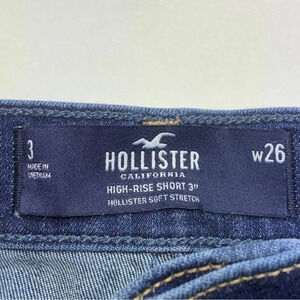 3
MADE IN
VIETNAM
HOLLISTER
CALIFORNIA
HIGH-RISE SHORT 3"
HOLLISTER SOFT STRETCH
W26